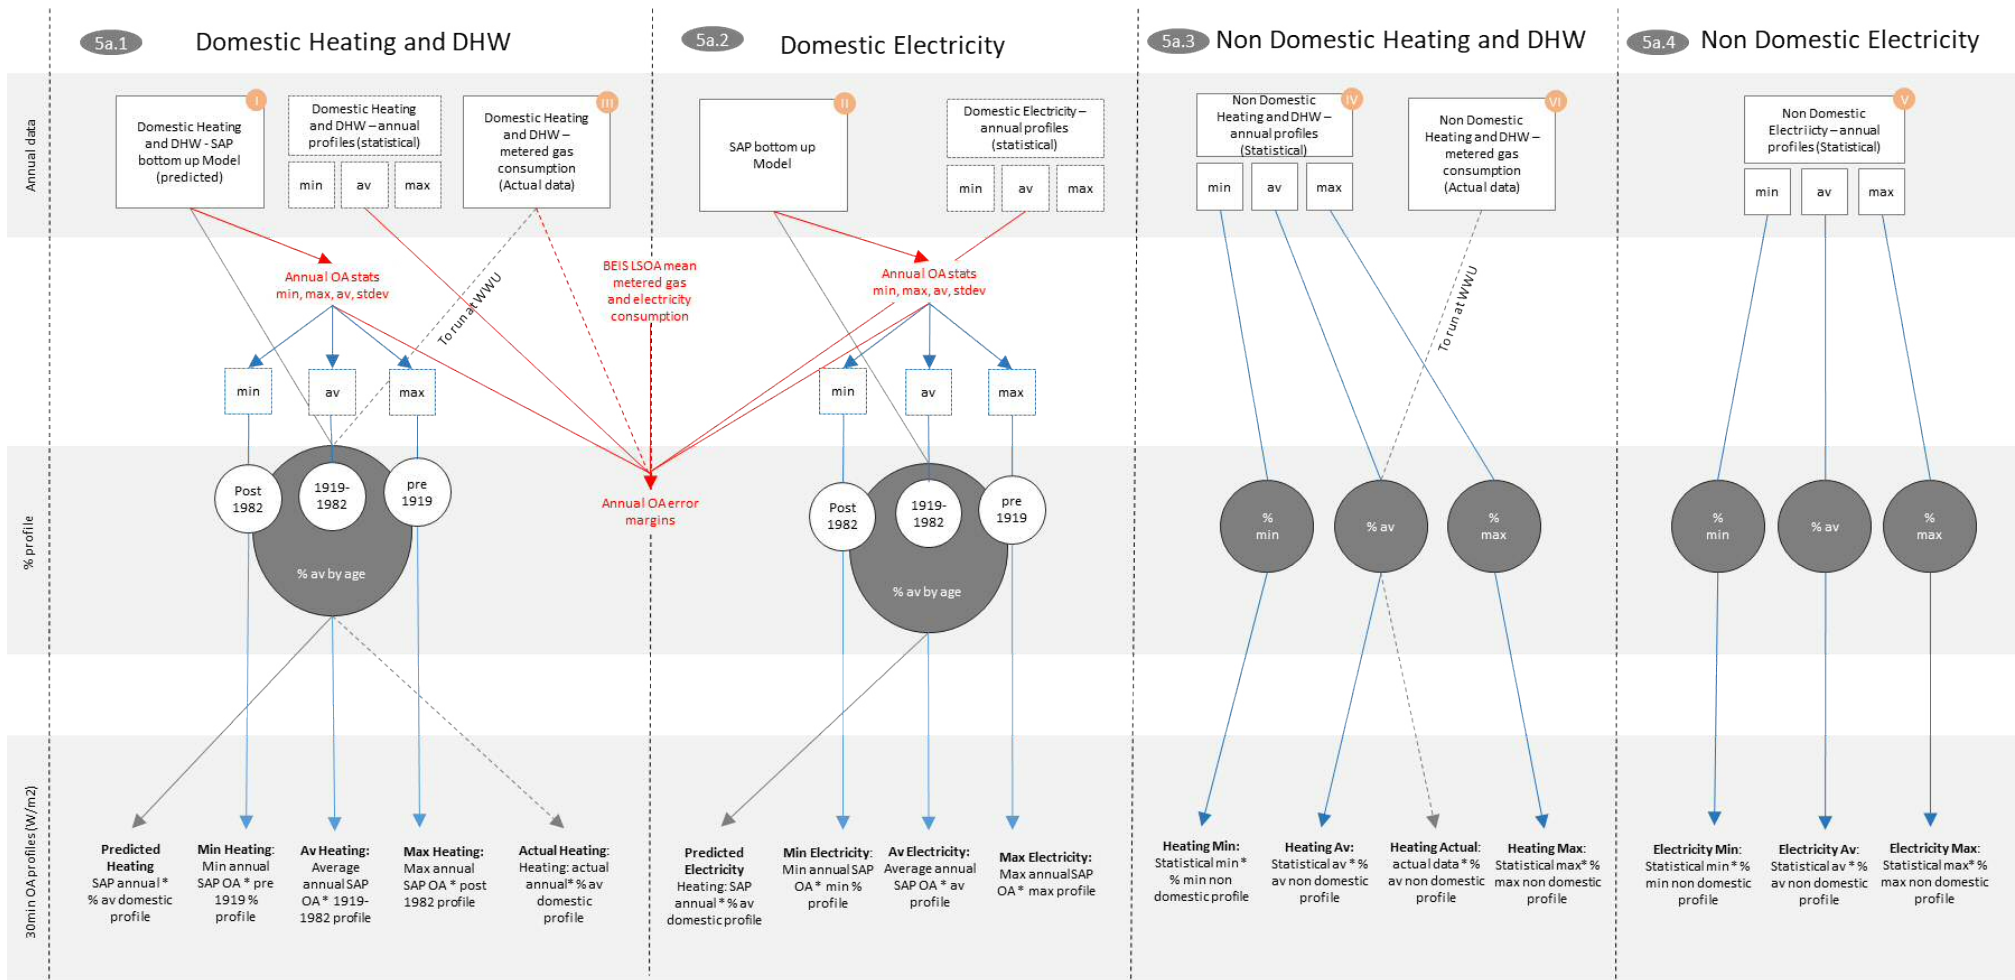 5a.1
Domestic Heating and DHW
5a.2
Domestic Electricity
5a.3
Non Domestic Heating and DHW
5a.4
Non Domestic Electricity
Annual data
I
Domestic Heating
and DHW - SAP
bottom up Model
(predicted)
Domestic Heating
and DHW – annual
profiles (statistical)
min
av
max
III
Domestic Heating
and DHW –
metered gas
consumption
(Actual data)
II
SAP bottom up
Model
Domestic Electricity –
annual profiles
(statistical)
min
av
max
IV
Non Domestic
Heating and DHW –
annual profiles
(Statistical)
min
av
max
VI
Non Domestic
Heating and DHW –
metered gas
consumption
(Actual data)
V
Non Domestic
Electriicty – annual
profiles (Statistical)
min
av
max
Annual OA stats
min, max, av, stdev
To run at WWU
BEIS LSOA mean
metered gas
and electricity
consumption
Annual OA stats
min, max, av, stdev
To run at WWU
min
av
max
min
av
max
% profile
Post
1982
1919-
1982
pre
1919
% av by age
Annual OA error
margins
Post
1982
1919-
1982
pre
1919
% av by age
%
min
% av
%
max
%
min
% av
%
max
30min OA profiles (W/m2)
Predicted
Heating
SAP annual *
% av domestic
profile
Min Heating:
Min annual
SAP OA * pre
1919 %
profile
Av Heating:
Average
annual SAP
OA * 1919-
1982 profile
Max Heating:
Max annual
SAP OA * post
1982 profile
Actual Heating:
Heating: actual
annual* % av
domestic
profile
Predicted
Electricity
Heating: SAP
annual * % av
domestic profile
Min Electricity:
Min annual SAP
OA * min %
profile
Av Electricity:
Average annual
SAP OA * av
profile
Max Electricity:
Max annual SAP
OA * max profile
Heating Min:
Statistical min *
% min non
domestic profile
Heating Av:
Statistical av * %
av non domestic
profile
Heating Actual:
actual data * %
av non domestic
profile
Heating Max:
Statistical max* %
max non domestic
profile
Electricity Min:
Statistical min * %
min non domestic
profile
Electricity Av:
Statistical av * %
av non domestic
profile
Electricity Max:
Statistical max* %
max non domestic
profile